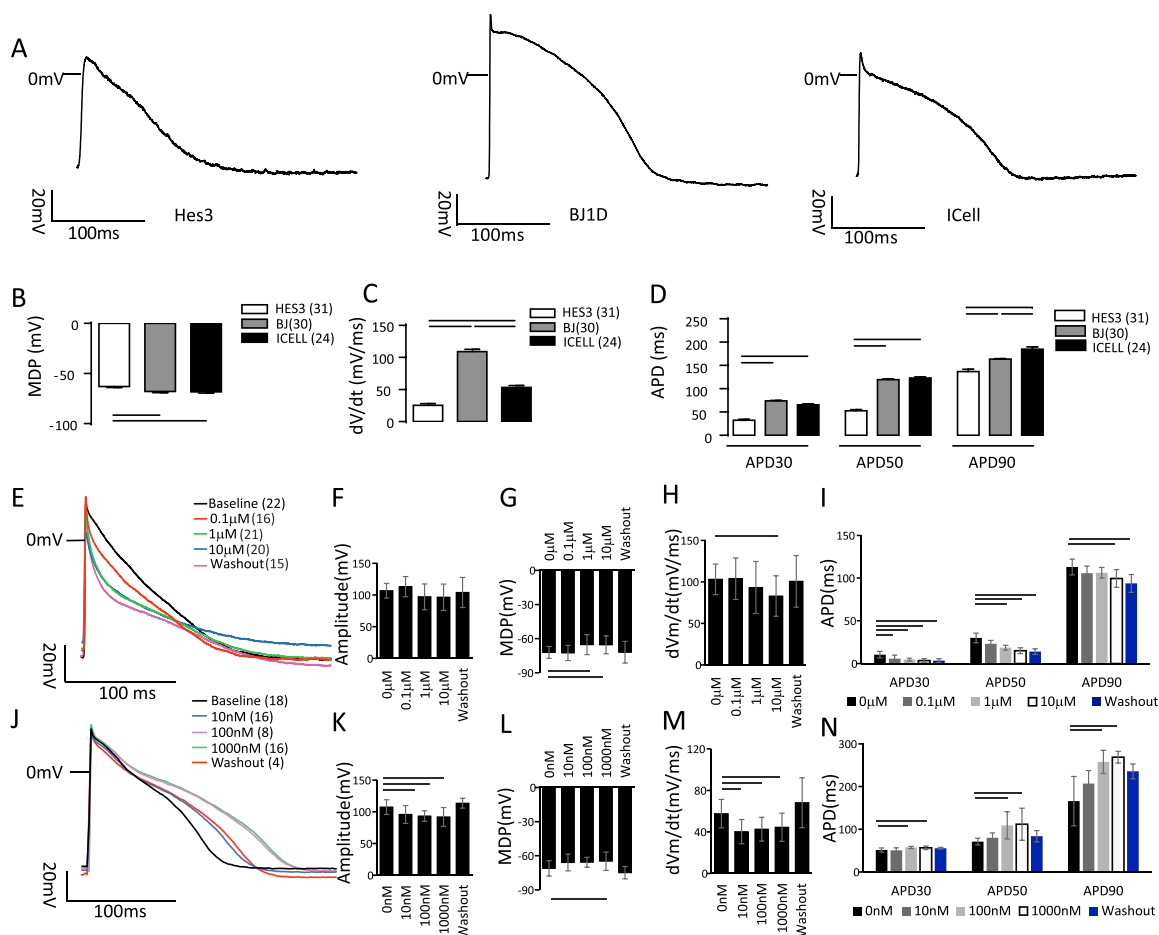 A
0mV
0mV
0mV
20mV
100ms
Hes3
20mV
100ms
BJ1D
20mV
100ms
ICell
B
MDP (mV)
0
-50
-100
HES3 (31)
BJ(30)
ICELL (24)
C
dV/dt (mV/ms)
150
100
50
0
HES3 (31)
BJ(30)
ICELL (24)
D
APD (ms)
250
200
150
100
50
0
APD30
APD50
APD90
HES3 (31)
BJ(30)
ICELL (24)
E
0mV
Baseline (22)
0.1μM (16)
1μM (21)
10μM (20)
Washout (15)
20mV
100 ms
F
Amplitude(mV)
150
100
50
0
0μM
0.1μM
1μM
10μM
Washout
G
0μM
0.1μM
1μM
10μM
Washout
MDP(mV)
0
-30
-60
-90
H
dVm/dt(mV/ms)
150
100
50
0
0μM
0.1μM
1μM
10μM
Washout
I
APD(ms)
150
100
50
0
APD30
APD50
APD90
0μM
0.1μM
1μM
10μM
Washout
J
0mV
Baseline (18)
10nM (16)
100nM (8)
1000nM (16)
Washout (4)
20mV
100ms
K
Amplitude(mV)
150
100
50
0
0nM
10nM
100nM
1000nM
Washout
L
0nM
10nM
100nM
1000nM
Washout
MDP(mV)
0
-30
-60
-90
M
dVm/dt(mV/ms)
120
80
40
0
0nM
10nM
100nM
1000nM
Washout
N
APD(ms)
300
200
100
0
APD30
APD50
APD90
0nM
10nM
100nM
1000nM
Washout